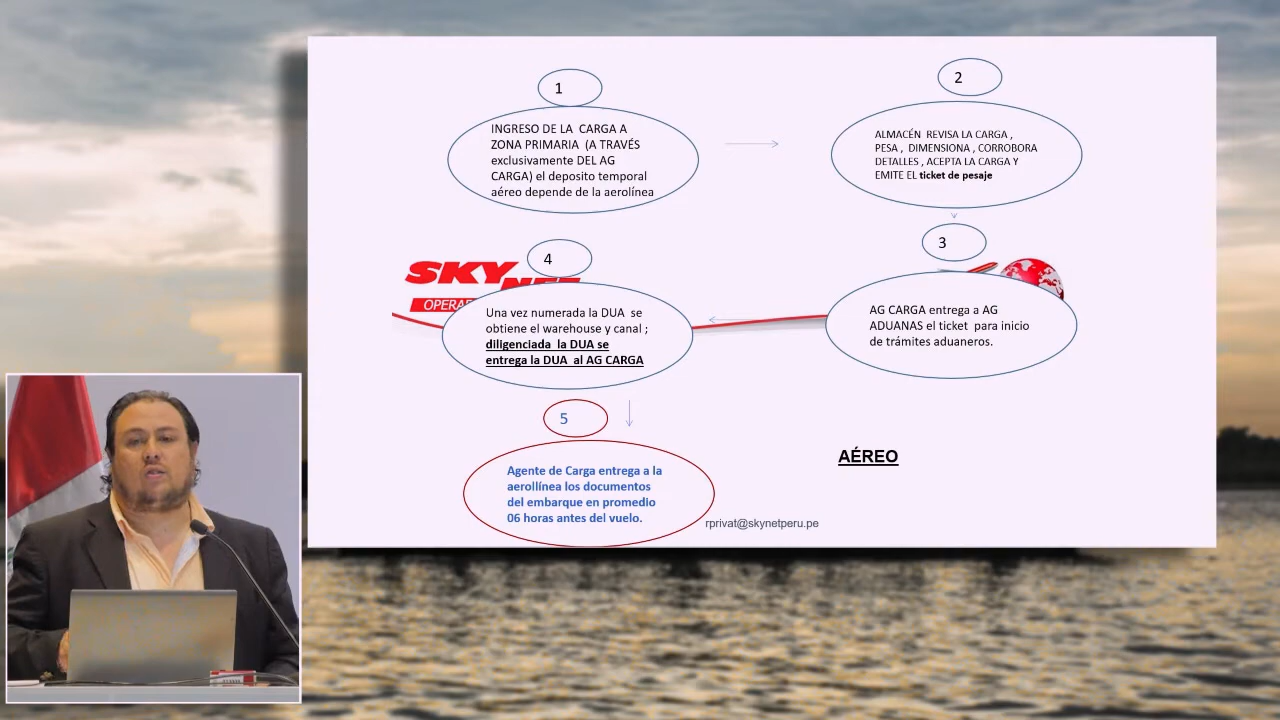 1
INGRESO DE LA CARGA A
ZONA PRIMARIA (A TRAVÉS
exclusivamente DEL AG
CARGA) el deposito temporal
aéreo depende de la aerolínea
2
ALMACÉN REVISA LA CARGA ,
PESA , DIMENSIONA , CORROBORA
DETALLES , ACEPTA LA CARGA Y
EMITE EL ticket de pesaje
3
AG CARGA entrega a AG
ADUANAS el ticket para inicio
de trámites aduaneros.
SKY
4
Una vez numerada la DUA se
obtiene el warehouse y canal ;
diligenciada la DUA se
entrega la DUA al AG CARGA
5
Agente de Carga entrega a la
aerollínea los documentos
del embarque en promedio
06 horas antes del vuelo.
AÉREO
rprivat@skynetperu.pe